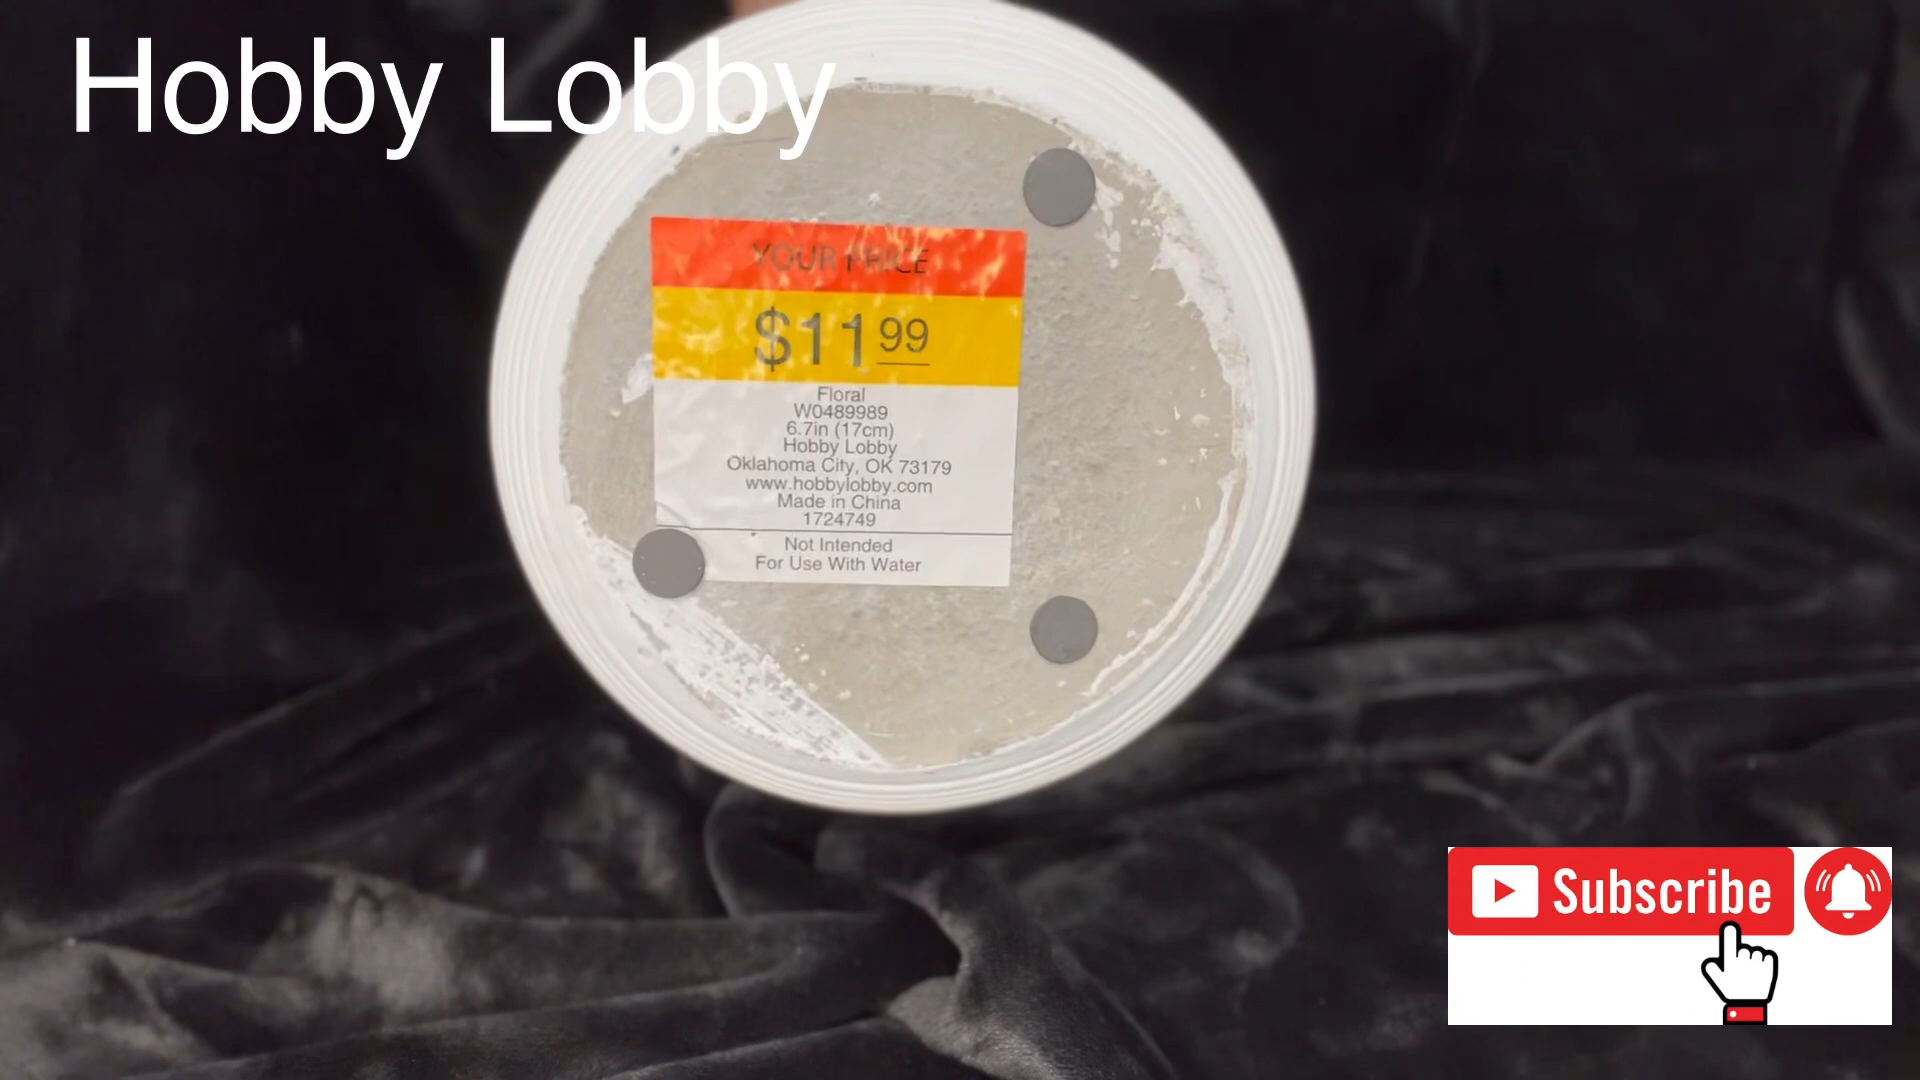 Hobby Lobby
YOUR PRICE
$11 99
Floral
W0489989
6.7in (17cm)
Hobby Lobby
Oklahoma City, OK 73179
www.hobbylobby.com
Made in China
1724749
Not Intended
For Use With Water
Subscribe